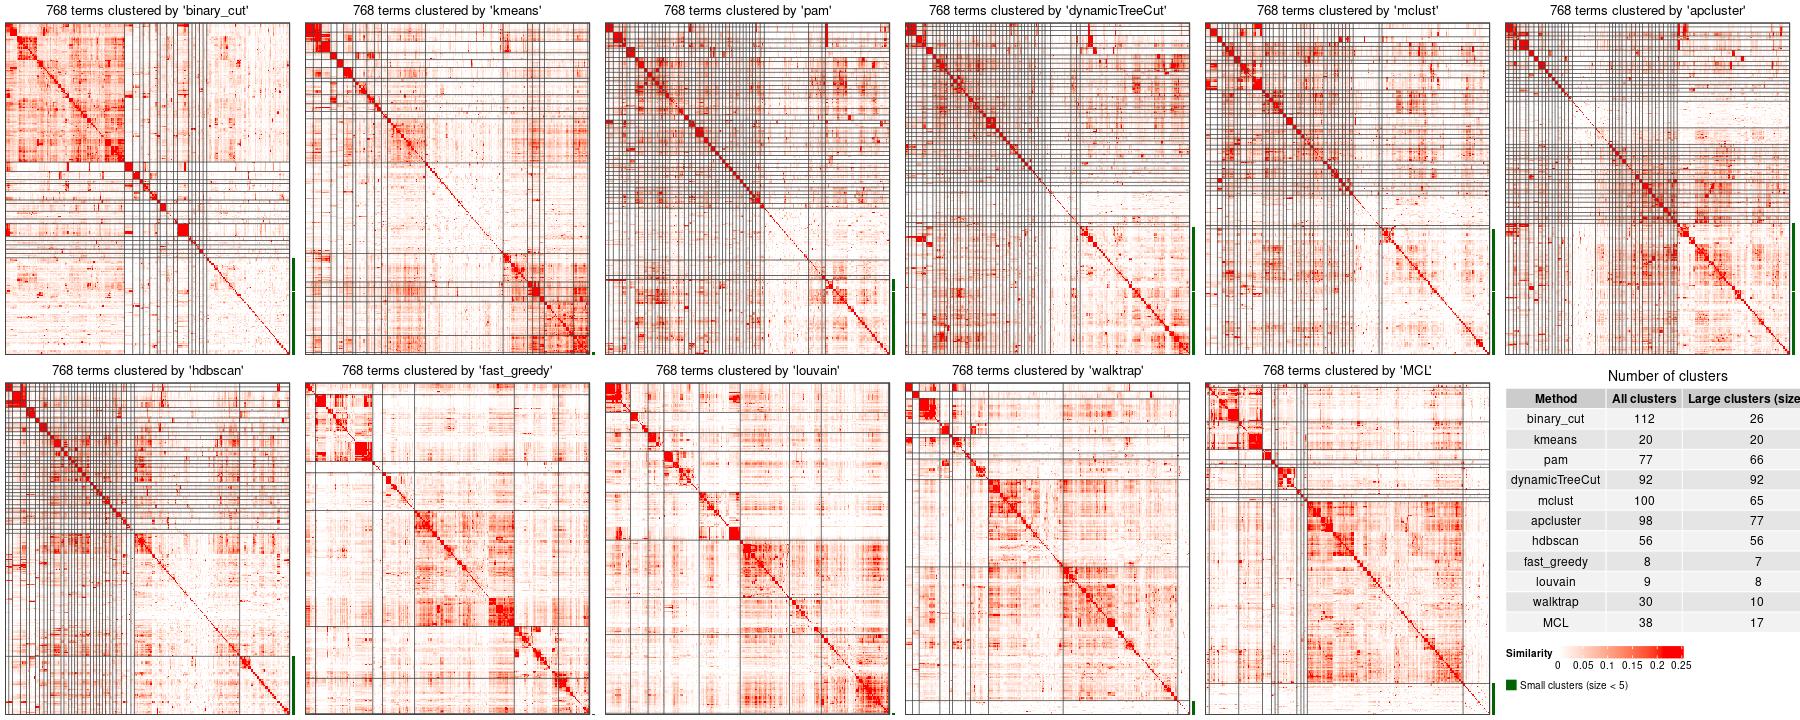 768 terms clustered by 'binary_cut'
768 terms clustered by 'kmeans'
768 terms clustered by 'pam'
768 terms clustered by 'dynamicTreeCut'
768 terms clustered by 'mclust'
768 terms clustered by 'apcluster'
768 terms clustered by 'hdbscan'
768 terms clustered by 'fast_greedy'
768 terms clustered by 'louvain'
768 terms clustered by 'walktrap'
768 terms clustered by 'MCL'
Number of clusters
Method All clusters Large clusters (size
binary_cut 112 26
kmeans 20 20
pam 77 66
dynamicTreeCut 92 92
mclust 100 65
apcluster 98 77
hdbscan 56 56
fast_greedy 8 7
louvain 9 8
walktrap 30 10
MCL 38 17
Similarity
0 0.05 0.1 0.15 0.2 0.25
Small clusters (size < 5)